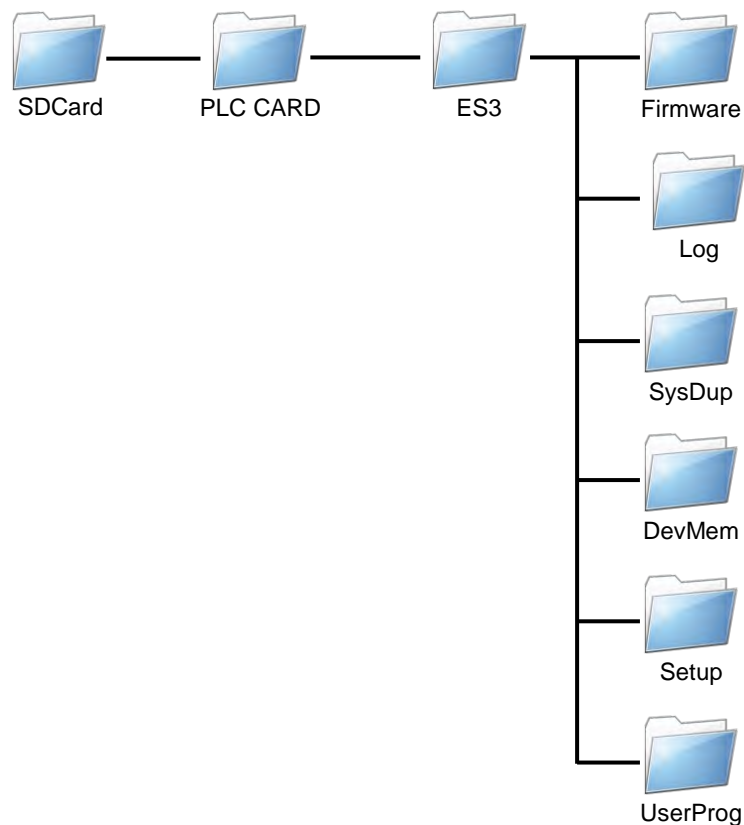 SDCard
PLC CARD
ES3
Firmware
Log
SysDup
DevMem
Setup
UserProg